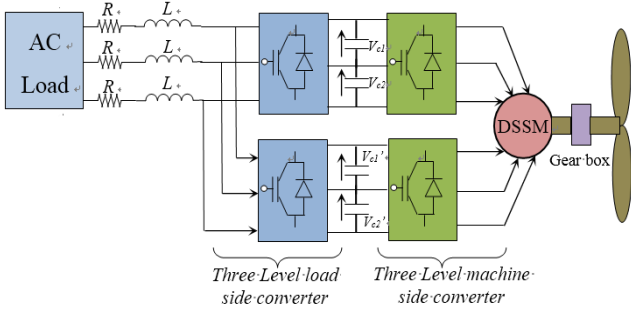 AC
Load
R
L
R
L
R
L
Vc1
Vc2
DSSM
Gear box
Vc1'
Vc2'
Three Level load
side converter
Three Level machine
side converter